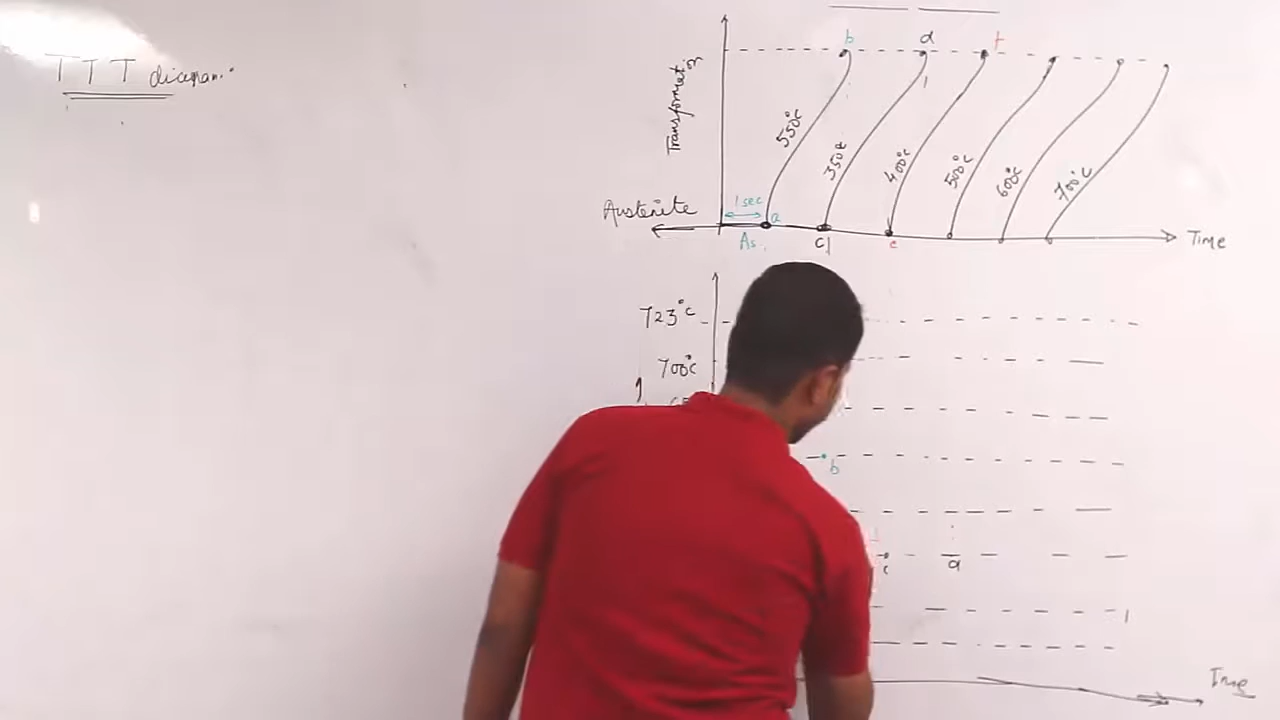 TTT diagram
b d f
Transformation
550°c 350°c 400°c 500°c 600°c 700°c
Austenite
1 sec
a
As
c
e
Time
723°c
700°c
b
c d
Time